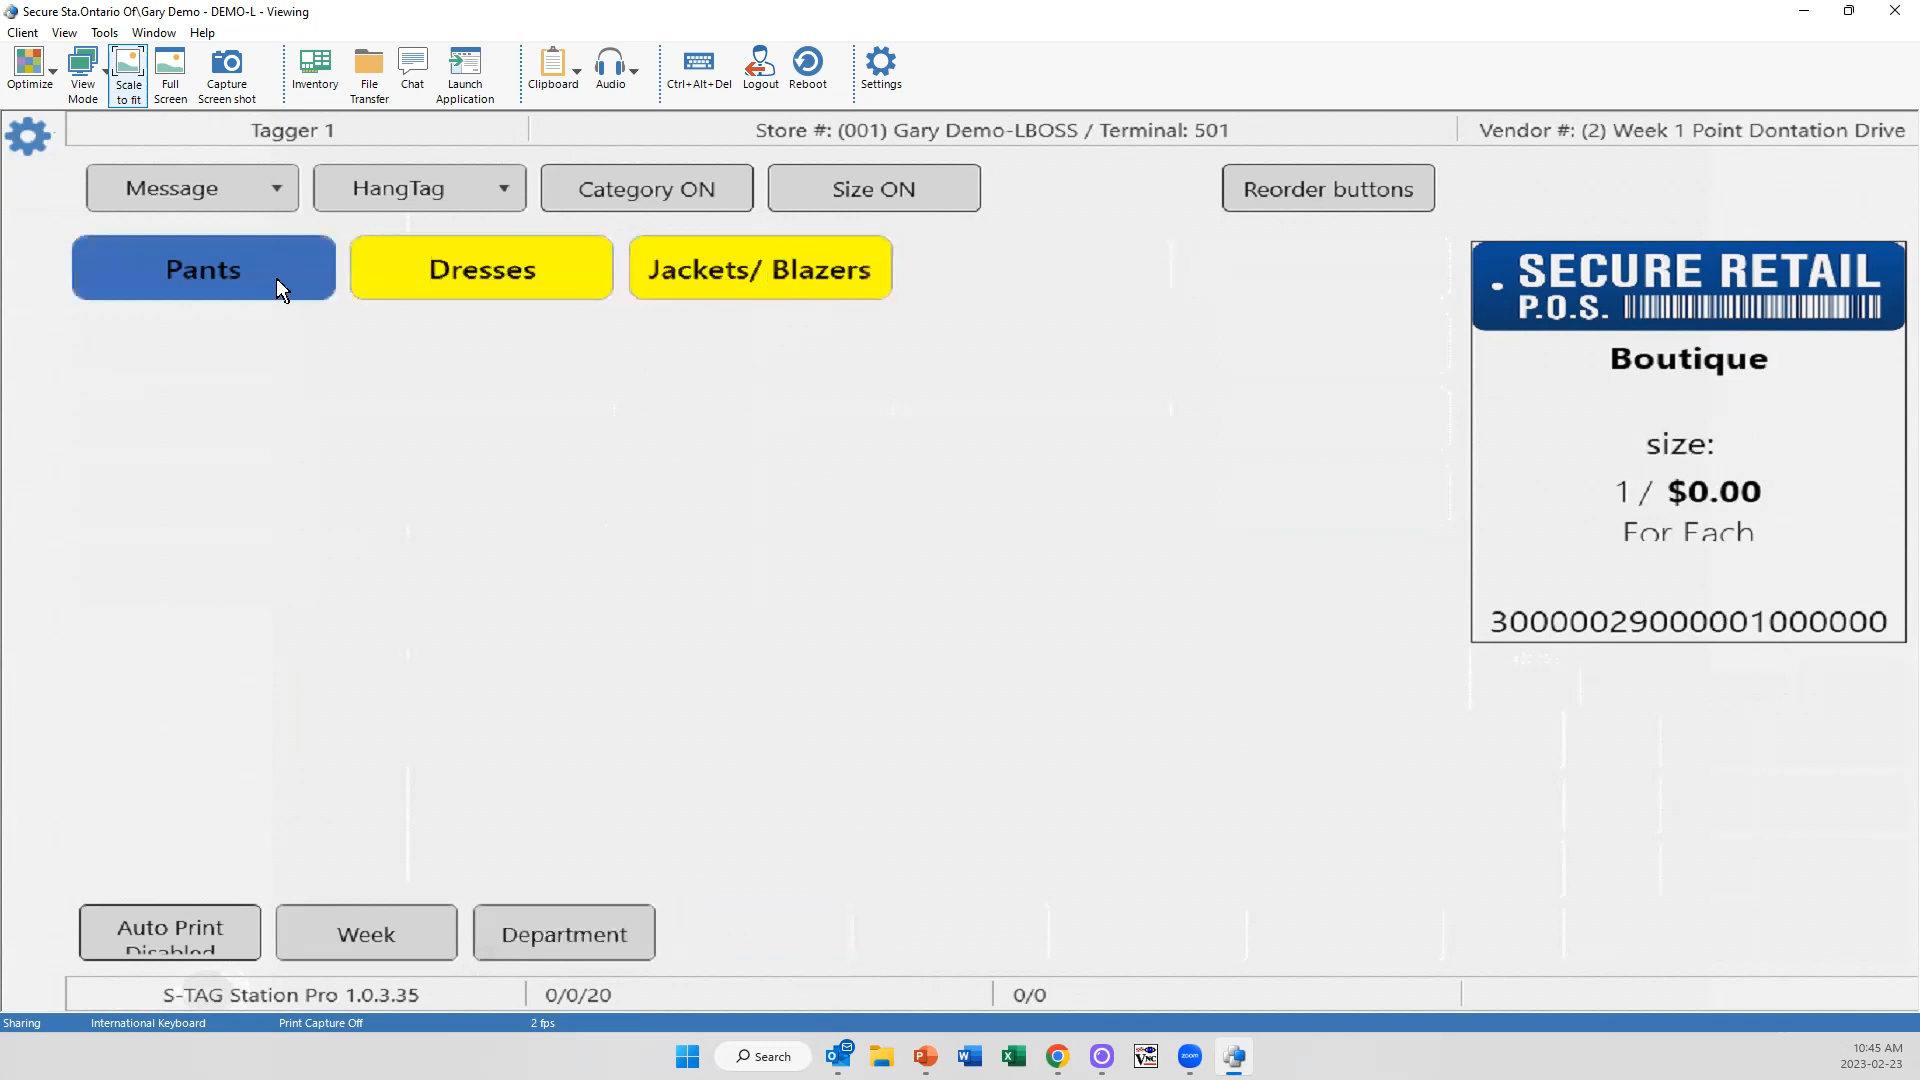 Secure Sta.Ontario Of\Gary Demo - DEMO-L - Viewing
Client View Tools Window Help
Optimize View Mode Scale to fit Full Screen Capture Screen shot Inventory File Transfer Chat Launch Application Clipboard Audio Ctrl+Alt+Del Logout Reboot Settings
Tagger 1 Store #: (001) Gary Demo-LBOSS / Terminal: 501 Vendor #: (2) Week 1 Point Dontation Drive
Message HangTag Category ON Size ON Reorder buttons
Pants Dresses Jackets/ Blazers
SECURE RETAIL
P.O.S.
Boutique
size:
1 / $0.00
For Each
30000029000001000000
Auto Print
Disabled
Week Department
S-TAG Station Pro 1.0.3.35 0/0/20 0/0
Sharing International Keyboard Print Capture Off 2 fps
Search
zoom
VNC
10:45 AM
2023-02-23